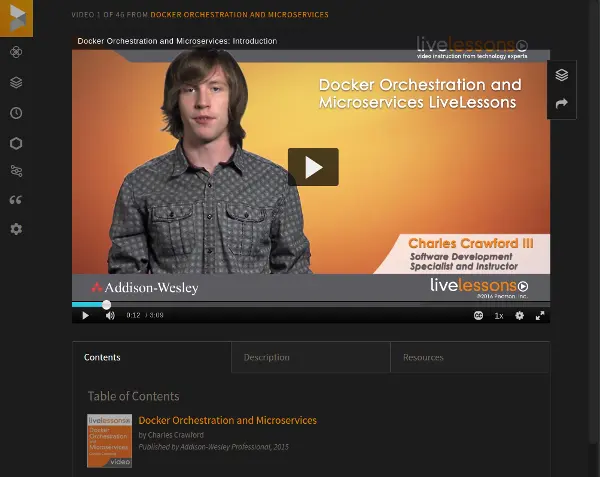 VIDEO 1 OF 46 FROM DOCKER ORCHESTRATION AND MICROSERVICES
Docker Orchestration and Microservices: Introduction
livelessons
video instruction from technology experts
Docker Orchestration and
Microservices LiveLessons
Charles Crawford III
Software Development
Specialist and Instructor
Addison-Wesley
livelessons
©2016 Pearson, Inc.
0:12 / 3:09
CC
1x
Contents
Description
Resources
Table of Contents
livelessons
Docker
Orchestration
and
Microservices
video
Docker Orchestration and Microservices
by Charles Crawford
Published by Addison-Wesley Professional, 2015